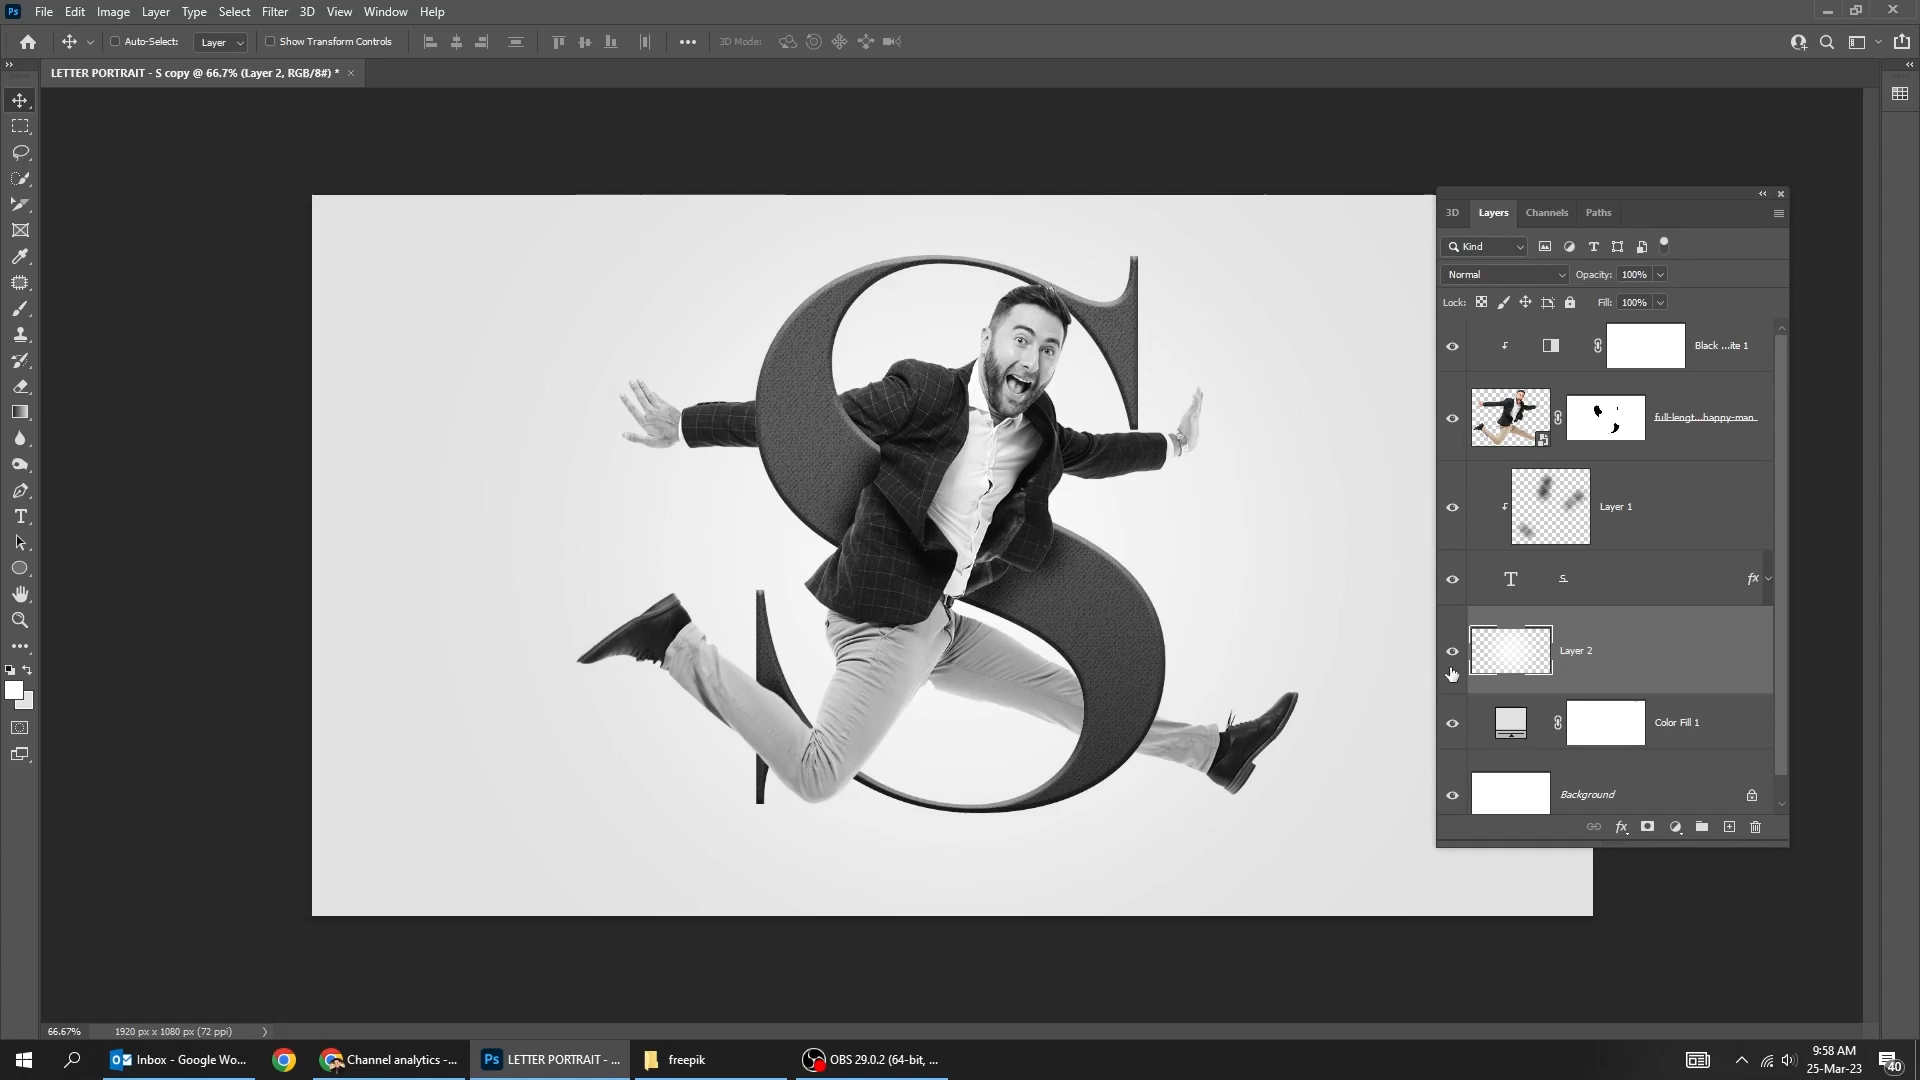 Ps File Edit Image Layer Type Select Filter 3D View Window Help
Auto-Select: Layer Show Transform Controls 3D Mode:
LETTER PORTRAIT - S copy @ 66.7% (Layer 2, RGB/8#) *
3D Layers Channels Paths
Kind
Normal Opacity: 100%
Lock: Fill: 100%
Black ...ite 1
full-lengt...happy-man
Layer 1
T S fx
Layer 2
Color Fill 1
Background
fx
S
66.67% 1920 px x 1080 px (72 ppi)
Inbox - Google Wo... Channel analytics -... Ps LETTER PORTRAIT - ... freepik OBS 29.0.2 (64-bit, ...
9:58 AM
25-Mar-23
40